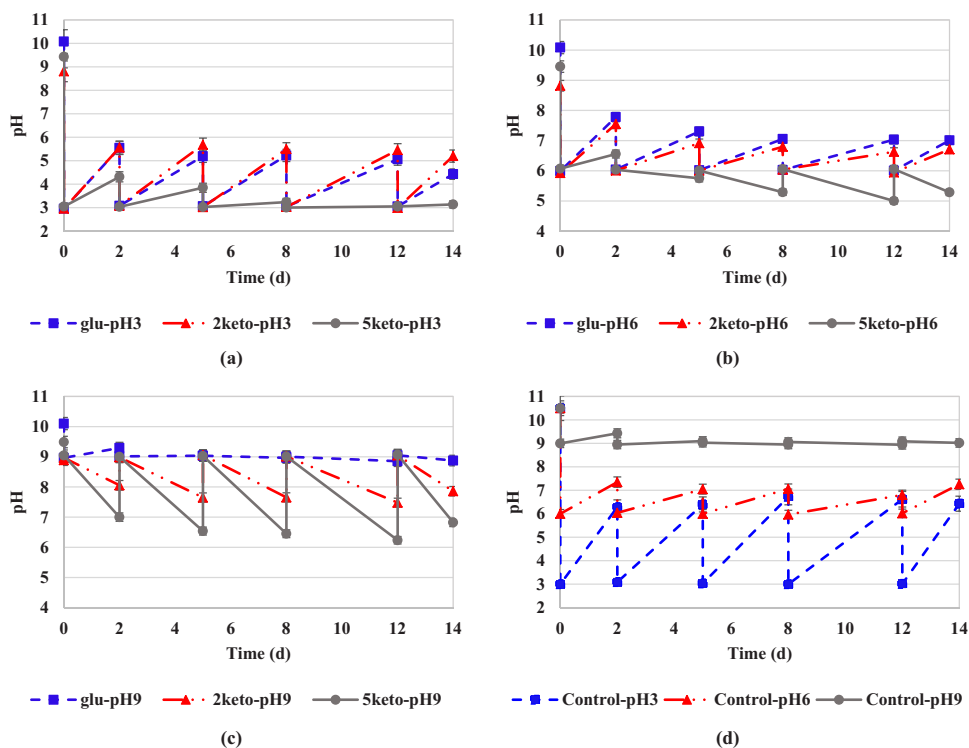 11
10
9
8
7
6
5
4
3
2
pH
0 2 4 6 8 10 12 14
Time (d)
glu-pH3 2keto-pH3 5keto-pH3
(a)
11
10
9
8
7
6
5
4
pH
0 2 4 6 8 10 12 14
Time (d)
glu-pH6 2keto-pH6 5keto-pH6
(b)
11
10
9
8
7
6
5
4
pH
0 2 4 6 8 10 12 14
Time (d)
glu-pH9 2keto-pH9 5keto-pH9
(c)
11
10
9
8
7
6
5
4
3
2
pH
0 2 4 6 8 10 12 14
Time (d)
Control-pH3 Control-pH6 Control-pH9
(d)